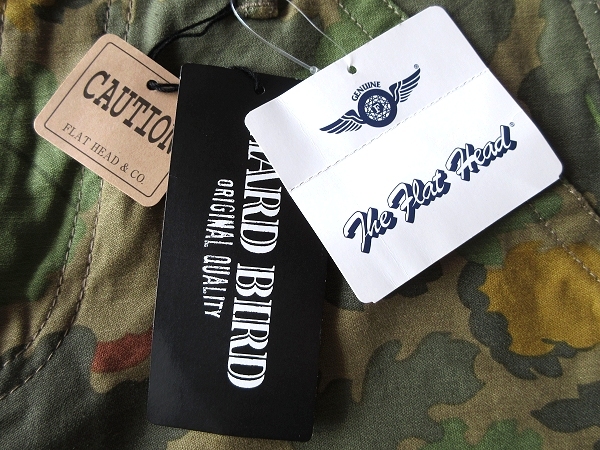 CAUTION
FLAT HEAD & CO.
HARD BIRD
ORIGINAL QUALITY
GENUINE
F
The Flat Head®